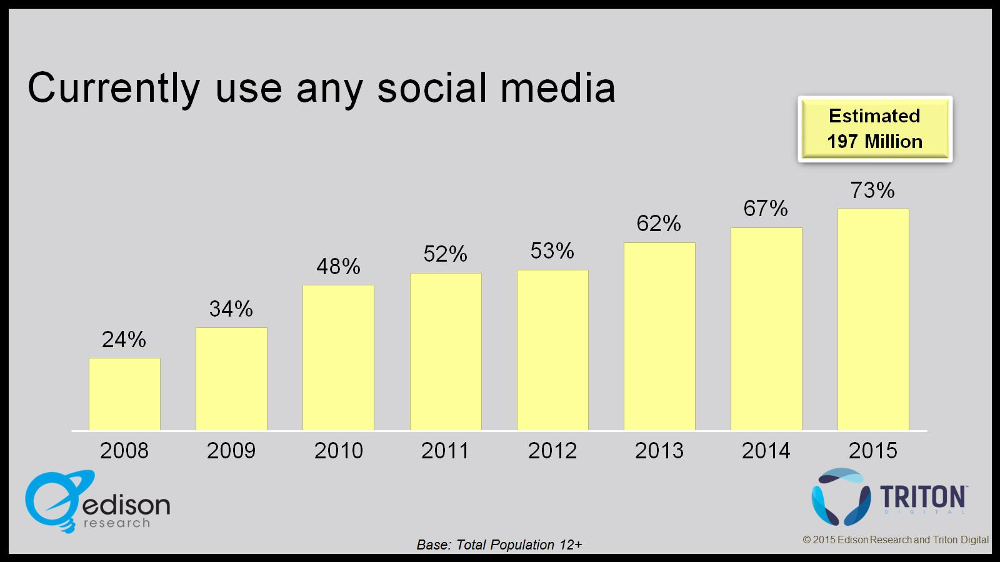 Currently use any social media
Estimated
197 Million
24%
34%
48%
52%
53%
62%
67%
73%
2008
2009
2010
2011
2012
2013
2014
2015
edison
research
TRITON™
DIGITAL
Base: Total Population 12+
© 2015 Edison Research and Triton Digital